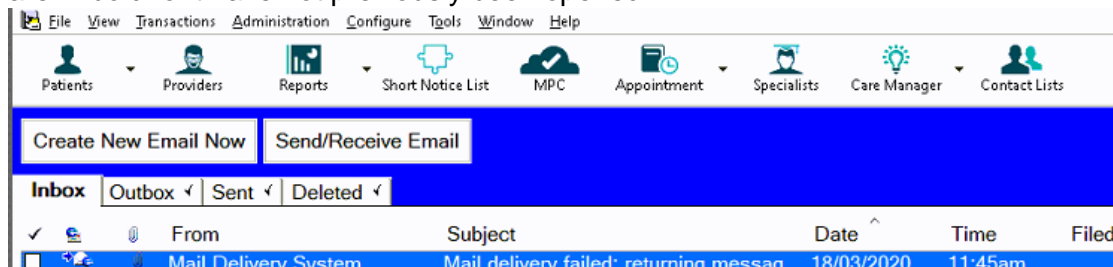 File View Transactions Administration Configure Tools Window Help
Patients Providers Reports Short Notice List MPC Appointment Specialists Care Manager Contact Lists
Create New Email Now Send/Receive Email
Inbox Outbox ✓ Sent ✓ Deleted ✓
✓ From Subject Date ^ Time Filed
Mail Delivery System Mail delivery failed: returning messag 18/03/2020 11:45am